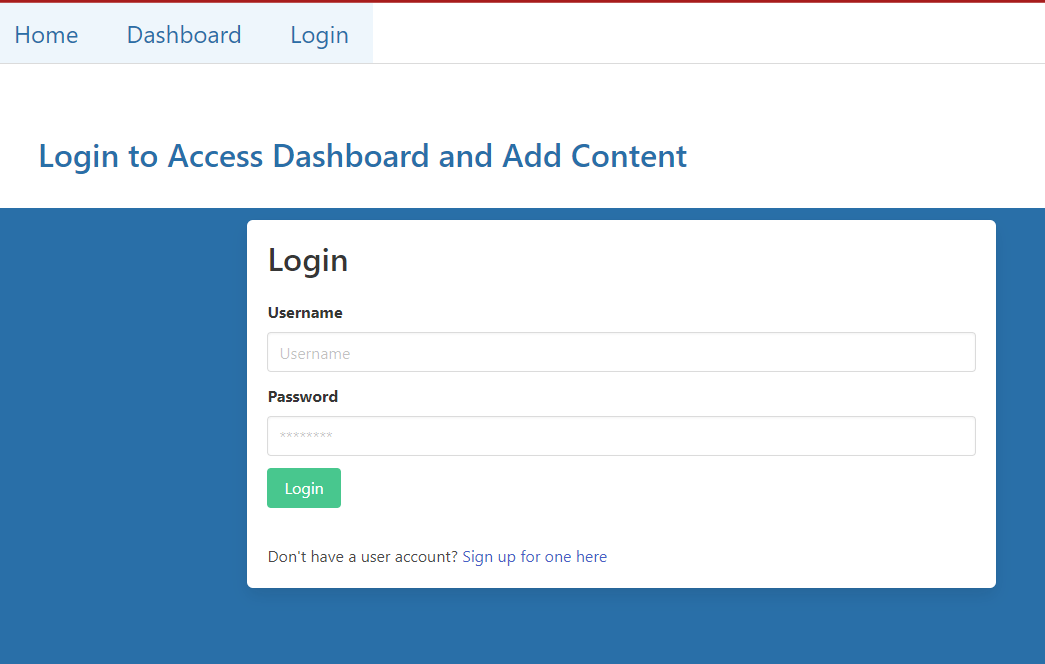 Home Dashboard Login
Login to Access Dashboard and Add Content
Login
Username
Username
Password
********
Login
Don't have a user account? Sign up for one here